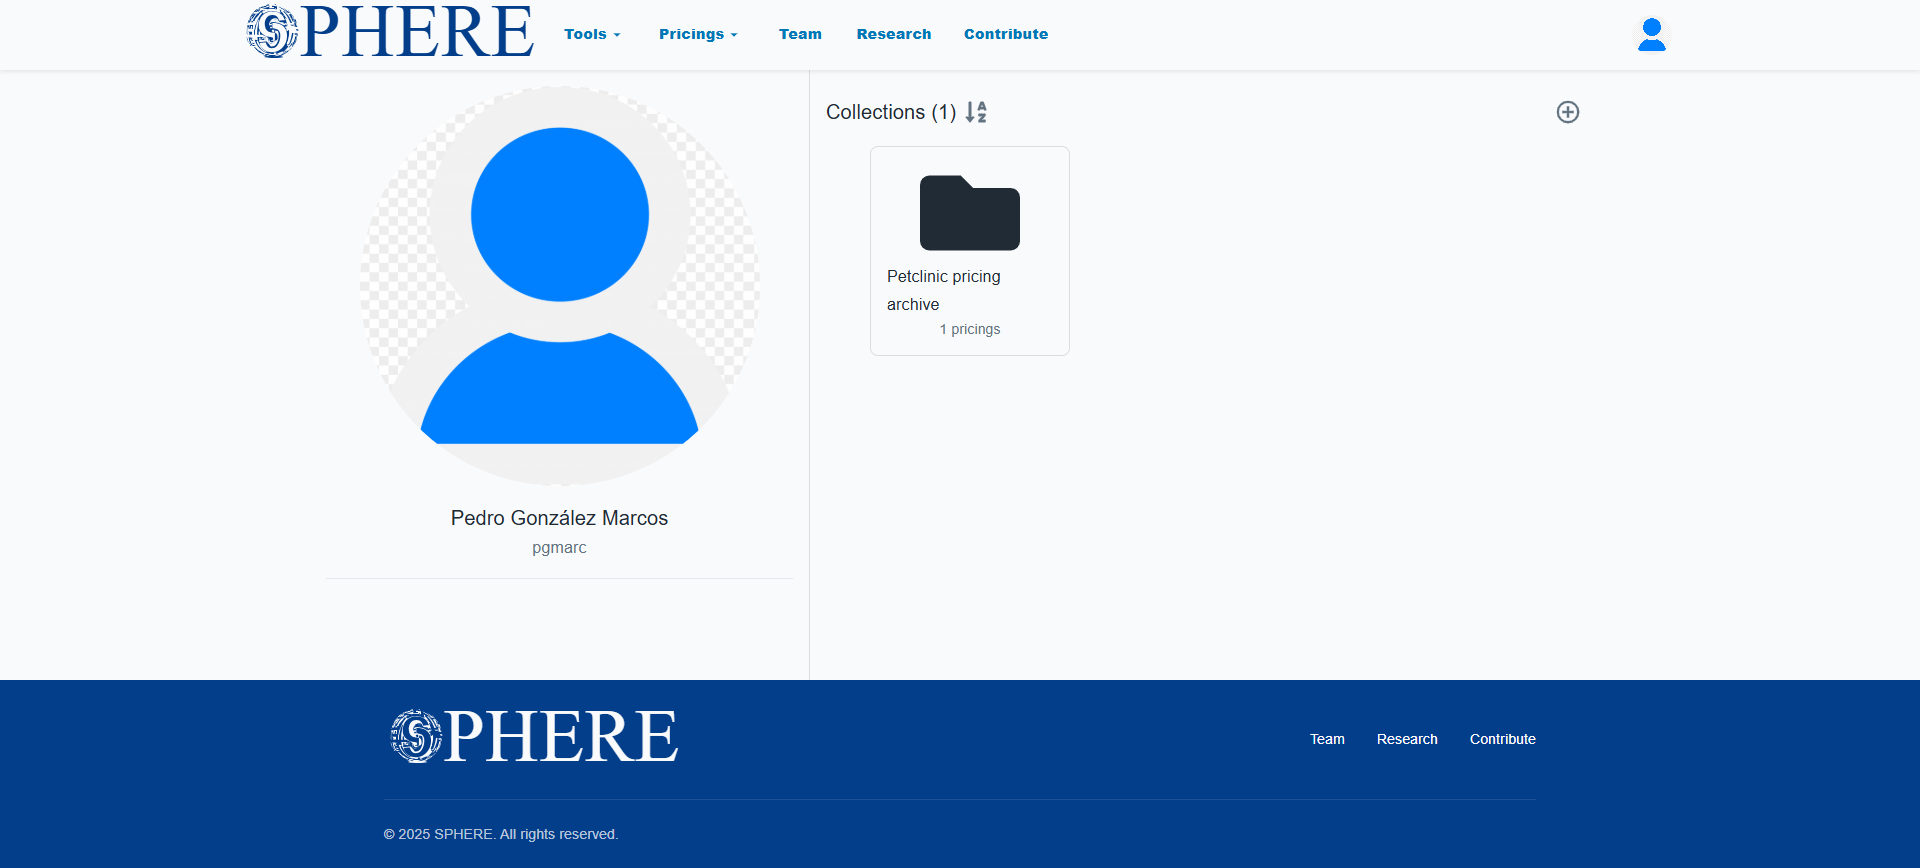 SPHERE
Tools
Pricings
Team
Research
Contribute
Collections (1)
A
Z
Petclinic pricing
archive
1 pricings
Pedro González Marcos
pgmarc
SPHERE
Team
Research
Contribute
© 2025 SPHERE. All rights reserved.